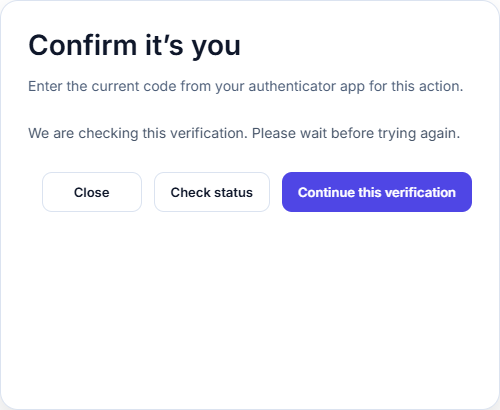 Confirm it’s you
Enter the current code from your authenticator app for this action.
We are checking this verification. Please wait before trying again.
Close
Check status
Continue this verification